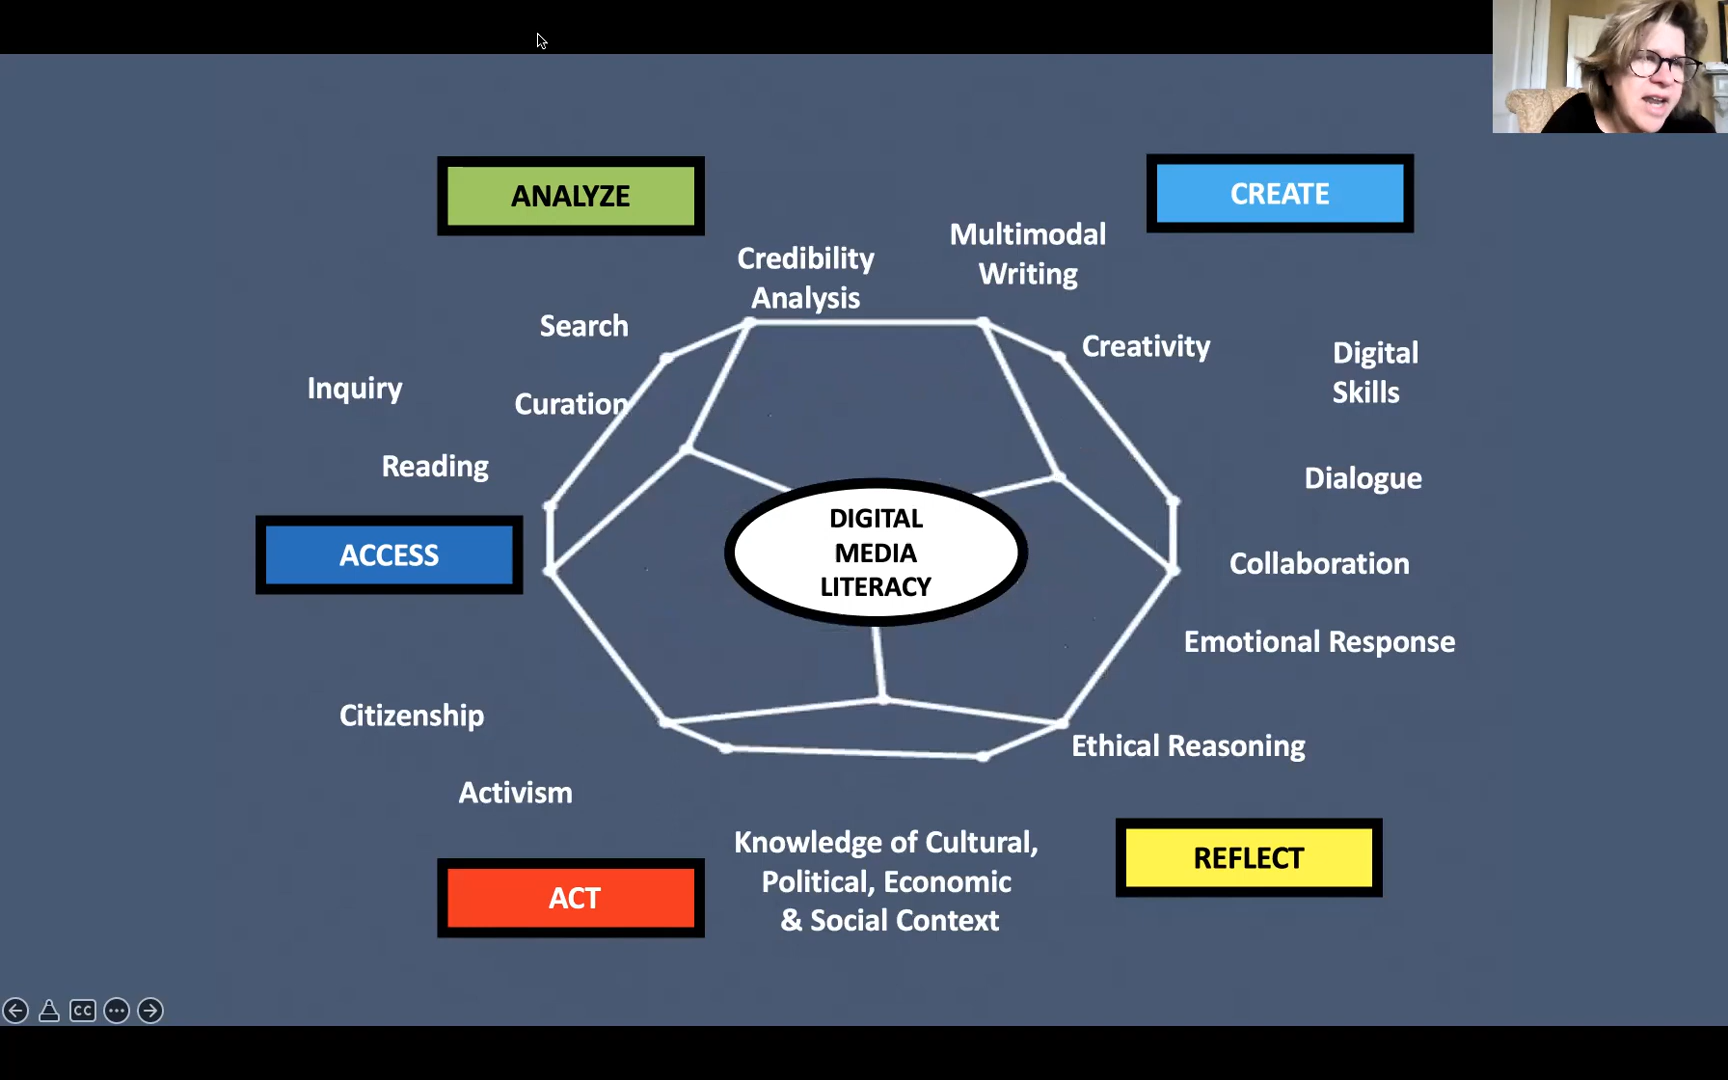 ANALYZE
CREATE
Multimodal
Writing
Credibility
Analysis
Search
Creativity
Digital
Skills
Inquiry
Curation
Reading
Dialogue
DIGITAL
MEDIA
LITERACY
ACCESS
Collaboration
Emotional Response
Citizenship
Ethical Reasoning
Activism
Knowledge of Cultural,
Political, Economic
& Social Context
REFLECT
ACT
CC